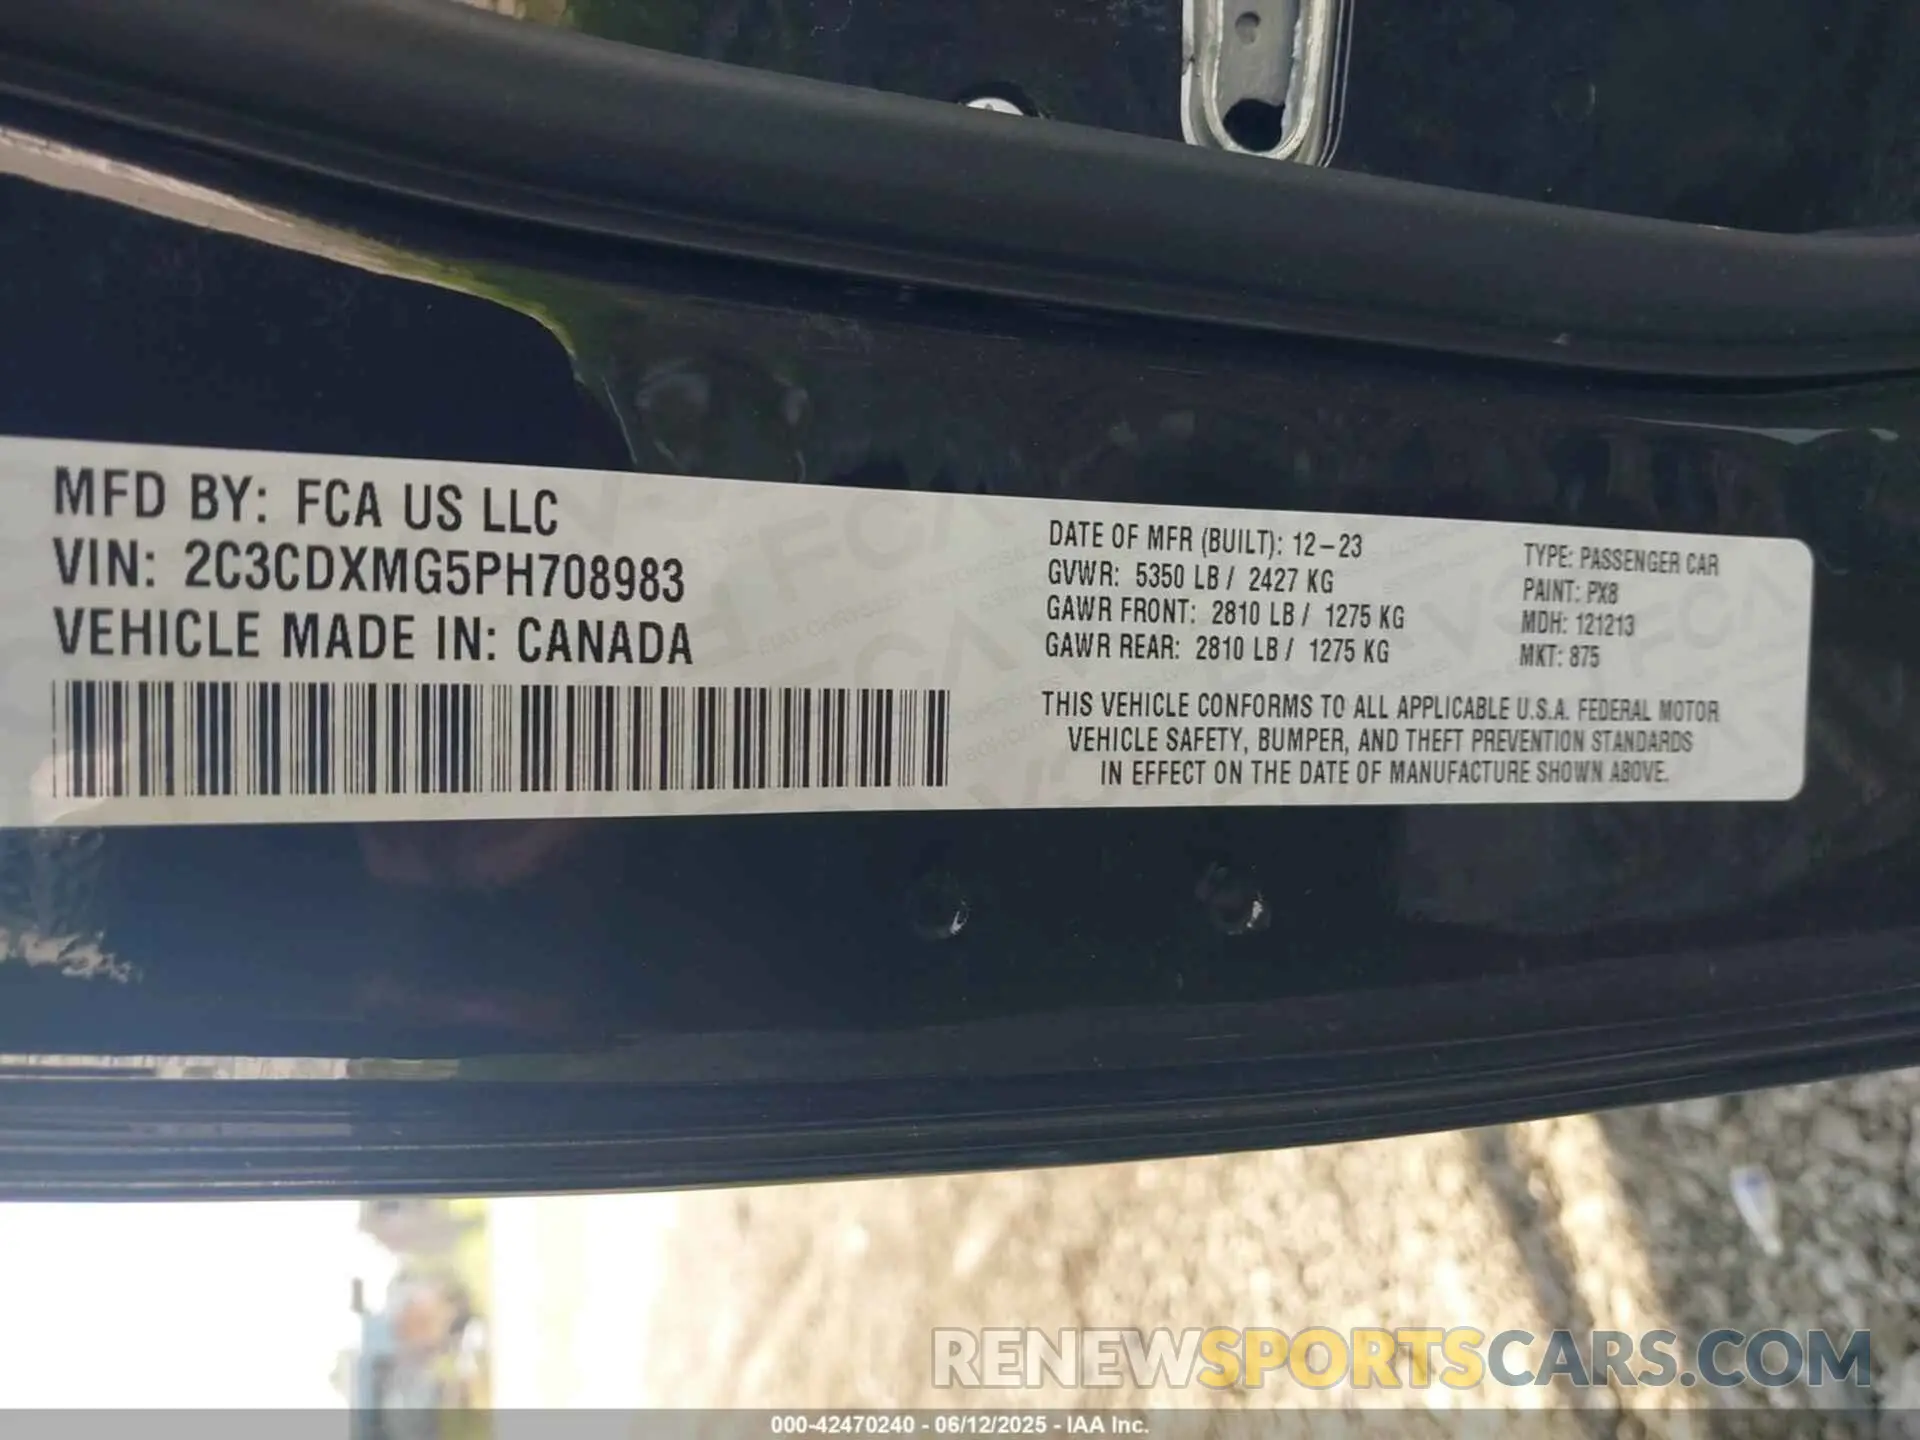 MFD BY: FCA US LLC
VIN: 2C3CDXMG5PH708983
VEHICLE MADE IN: CANADA
DATE OF MFR (BUILT): 12-23
GVWR: 5350 LB / 2427 KG
GAWR FRONT: 2810 LB / 1275 KG
GAWR REAR: 2810 LB / 1275 KG
TYPE: PASSENGER CAR
PAINT: PX8
MDH: 121213
MKT: 875
THIS VEHICLE CONFORMS TO ALL APPLICABLE U.S.A. FEDERAL MOTOR
VEHICLE SAFETY, BUMPER, AND THEFT PREVENTION STANDARDS
IN EFFECT ON THE DATE OF MANUFACTURE SHOWN ABOVE.
RENEWSPORTSCARS.COM
000-42470240 - 06/12/2025 - IAA Inc.